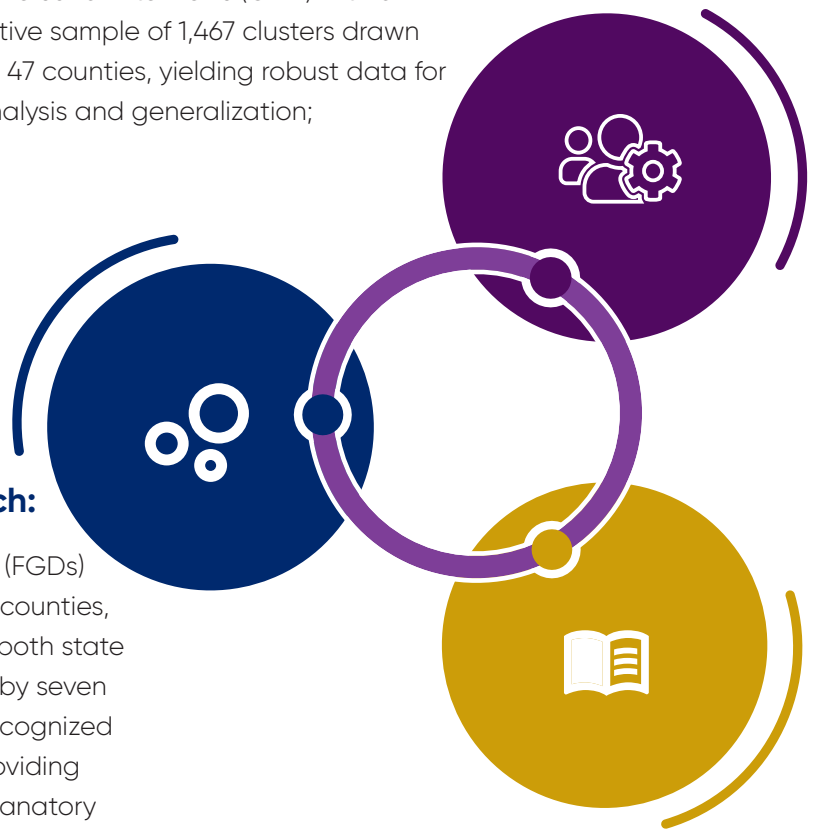 tive sample of 1,467 clusters drawn
47 counties, yielding robust data for
alysis and generalization;
ch:
(FGDs)
counties,
both state
by seven
cognized
oviding
anatory